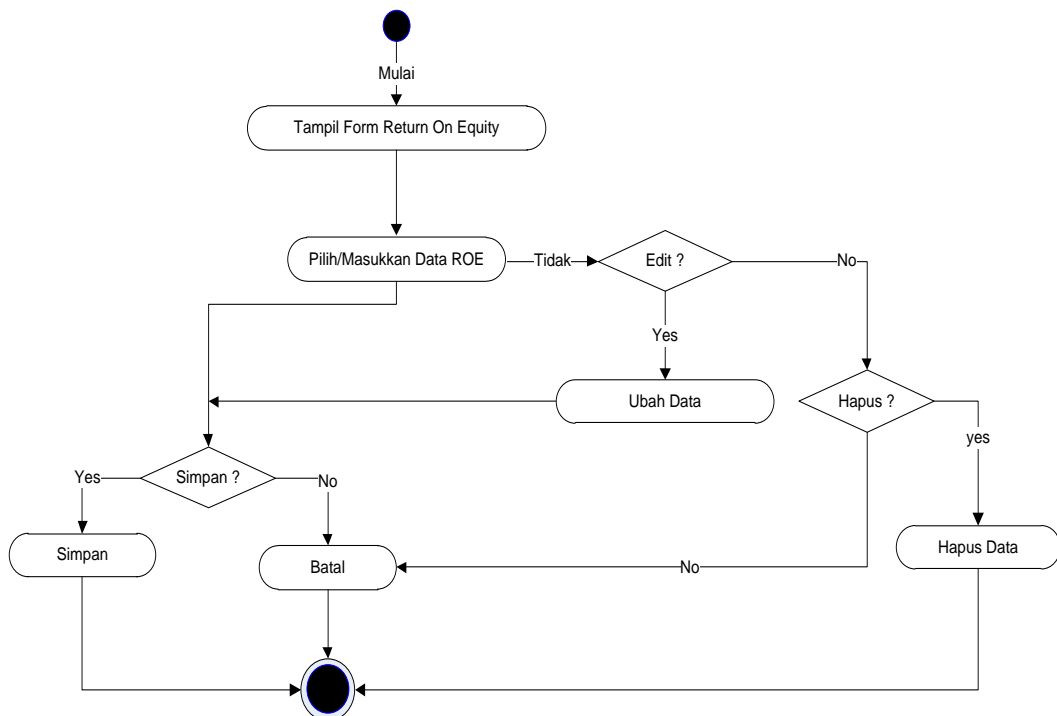 Mulai
Tampil Form Return On Equity
Pilih/Masukkan Data ROE
Tidak
Edit ?
No
Yes
Ubah Data
Hapus ?
yes
Simpan ?
Yes
No
Simpan
Batal
No
Hapus Data